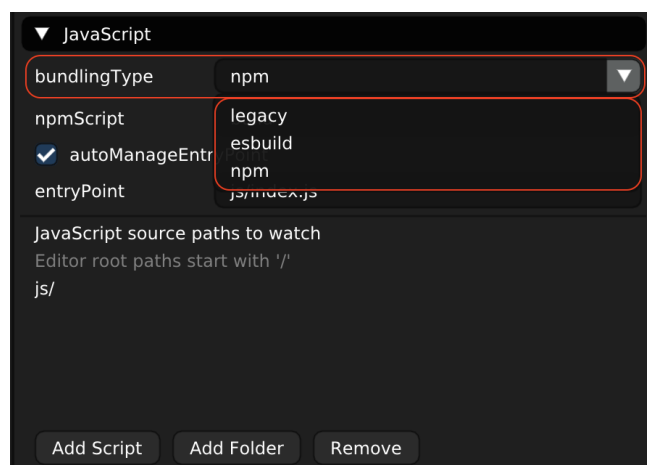 JavaScript
bundlingType npm
npmScript legacy
esbuild
autoManageEntryPoint
npm
entryPoint js/index.js
JavaScript source paths to watch
Editor root paths start with '/'
js/
Add Script Add Folder Remove